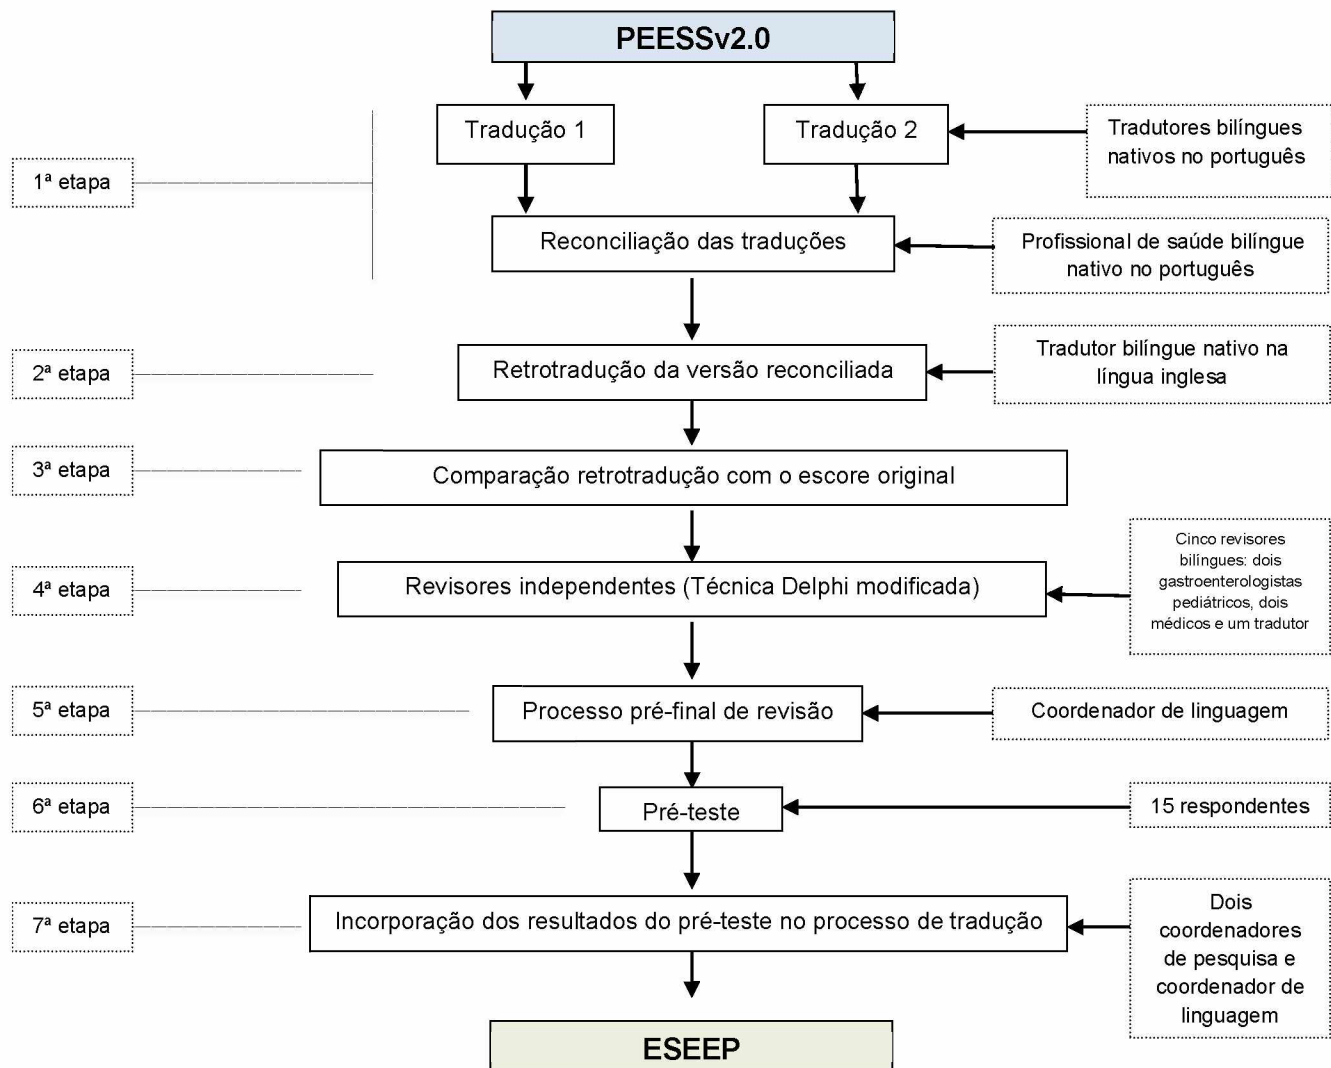 PEESSv2.0
Tradução 1
Tradução 2
Tradutores bilíngues
nativos no português
1ª etapa
Reconciliação das traduções
Profissional de saúde bilíngue
nativo no português
2ª etapa
Retrotradução da versão reconciliada
Tradutor bilíngue nativo na
língua inglesa
3ª etapa
Comparação retrotradução com o escore original
4ª etapa
Revisores independentes (Técnica Delphi modificada)
Cinco revisores
bilíngues: dois
gastroenterologistas
pediátricos, dois
médicos e um tradutor
5ª etapa
Processo pré-final de revisão
Coordenador de linguagem
6ª etapa
Pré-teste
15 respondentes
7ª etapa
Incorporação dos resultados do pré-teste no processo de tradução
Dois
coordenadores
de pesquisa e
coordenador de
linguagem
ESEEP